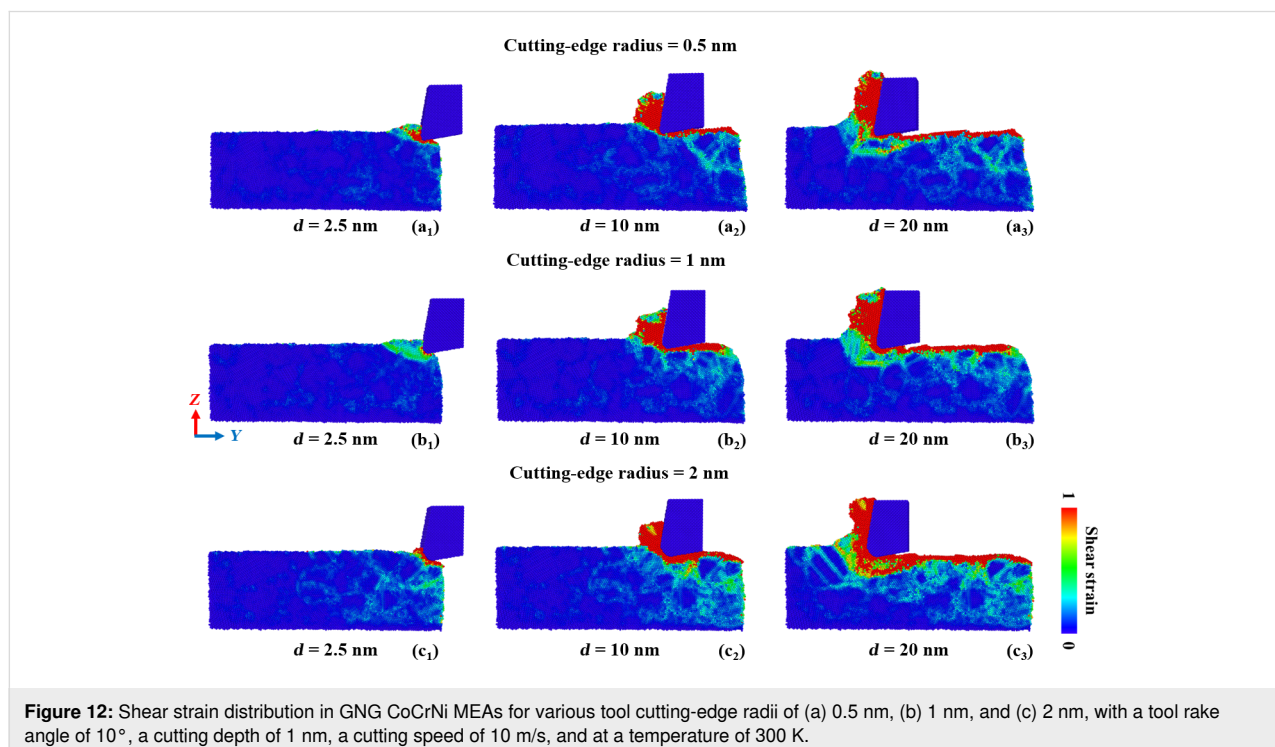 Cutting-edge radius = 0.5 nm
d = 2.5 nm (a₁) d = 10 nm (a₂) d = 20 nm (a₃)
Cutting-edge radius = 1 nm
Z
Y
d = 2.5 nm (b₁) d = 10 nm (b₂) d = 20 nm (b₃)
Cutting-edge radius = 2 nm
1
Shear strain
0
d = 2.5 nm (c₁) d = 10 nm (c₂) d = 20 nm (c₃)
Figure 12: Shear strain distribution in GNG CoCrNi MEAs for various tool cutting-edge radii of (a) 0.5 nm, (b) 1 nm, and (c) 2 nm, with a tool rake
angle of 10°, a cutting depth of 1 nm, a cutting speed of 10 m/s, and at a temperature of 300 K.